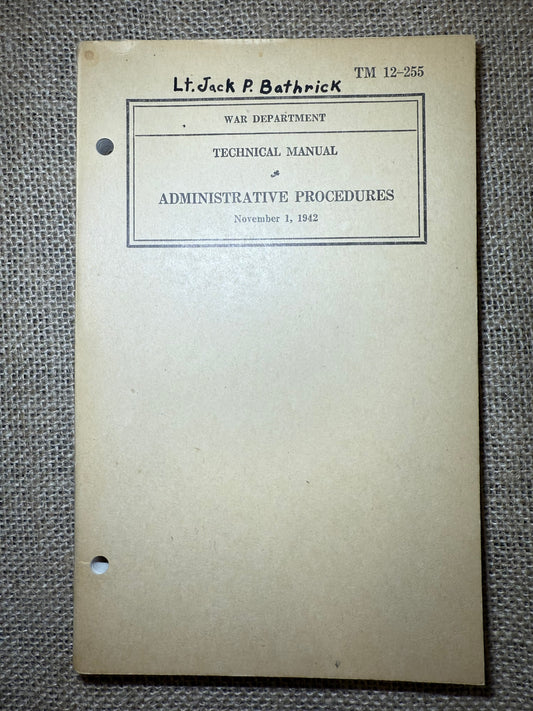 TM 12-255
Lt. Jack P. Bathrick
WAR DEPARTMENT
TECHNICAL MANUAL
ADMINISTRATIVE PROCEDURES
November 1, 1942